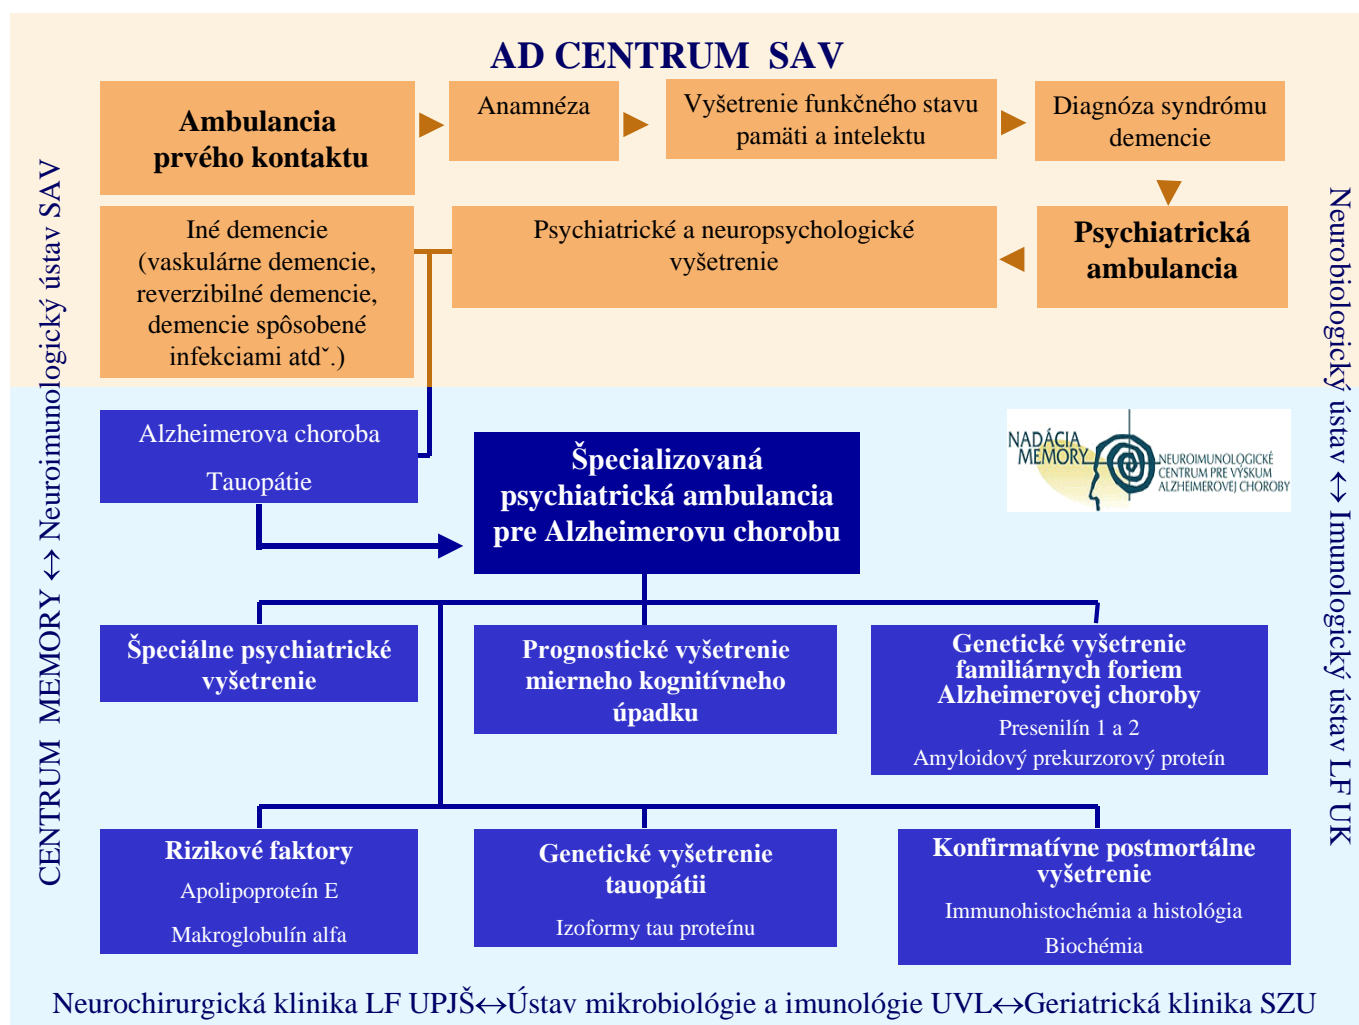 AD CENTRUM SAV
Ambulancia
prvého kontaktu
Anamnéza
Vyšetrenie funkčného stavu
pamäti a intelektu
Diagnóza syndrómu
demencie
Iné demencie
(vaskulárne demencie,
reverzibilné demencie,
demencie spôsobené
infekciami atdˇ.)
Psychiatrické a neuropsychologické
vyšetrenie
Psychiatrická
ambulancia
Alzheimerova choroba
Tauopátie
Špecializovaná
psychiatrická ambulancia
pre Alzheimerovu chorobu
NADÁCIA
MEMORY
NEUROIMUNOLOGICKÉ
CENTRUM PRE VÝSKUM
ALZHEIMEROVEJ CHOROBY
Špeciálne psychiatrické
vyšetrenie
Prognostické vyšetrenie
mierneho kognitívneho
úpadku
Genetické vyšetrenie
familiárnych foriem
Alzheimerovej choroby
Presenilín 1 a 2
Amyloidový prekurzorový proteín
Rizikové faktory
Apolipoproteín E
Makroglobulín alfa
Genetické vyšetrenie
tauopátii
Izoformy tau proteínu
Konfirmatívne postmortálne
vyšetrenie
Immunohistochémia a histológia
Biochémia
CENTRUM MEMORY ↔ Neuroimunologický ústav SAV
Neurobiologický ústav ↔ Imunologický ústav LF UK
Neurochirurgická klinika LF UPJŠ↔Ústav mikrobiológie a imunológie UVL↔Geriatrická klinika SZU